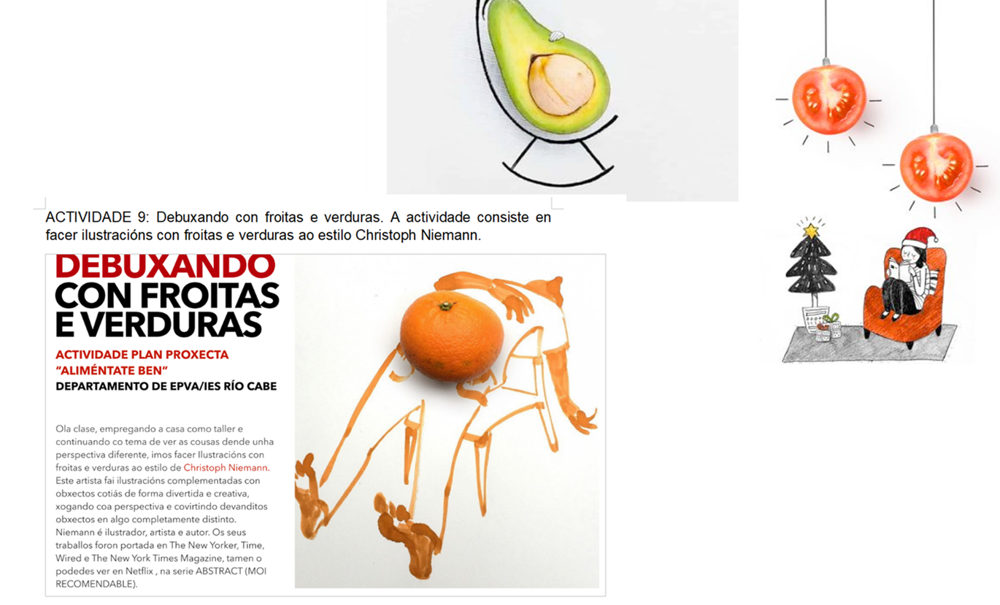 ACTIVIDADE 9: Debuxando con froitas e verduras. A actividade consiste en
facer ilustracións con froitas e verduras ao estilo Christoph Niemann.
DEBUXANDO
CON FROITAS
E VERDURAS
ACTIVIDADE PLAN PROXECTA
“ALIMÉNTATE BEN”
DEPARTAMENTO DE EPVA/IES RÍO CABE
Ola clase, empregando a casa como taller e
continuando co tema de ver as cousas dende unha
perspectiva diferente, imos facer Ilustracións con
froitas e verduras ao estilo de Christoph Niemann.
Este artista fai ilustracións complementadas con
obxectos cotiás de forma divertida e creativa,
xogando coa perspectiva e covirtindo devanditos
obxectos en algo completamente distinto.
Niemann é ilustrador, artista e autor. Os seus
traballos foron portada en The New Yorker, Time,
Wired e The New York Times Magazine, tamen o
podedes ver en Netflix , na serie ABSTRACT (MOI
RECOMENDABLE).